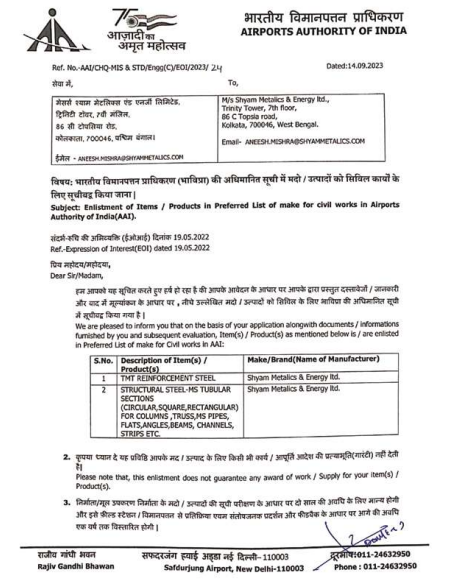 75
आज़ादी का
अमृत महोत्सव
भारतीय विमानपत्तन प्राधिकरण
AIRPORTS AUTHORITY OF INDIA
Ref. No.-AAI/CHQ-MIS & STD/Engg(C)/EOI/2023/ 24
Dated:14.09.2023
सेवा में,
To,
मेसर्स श्याम मेटलिक्स एंड एनर्जी लिमिटेड,
ट्रिनिटी टॉवर, 7वीं मंजिल,
86 सी टोपसिया रोड,
कोलकाता, 700046, पश्चिम बंगाल।
ईमेल - ANEESH.MISHRA@SHYAMMETALICS.COM
M/s Shyam Metalics & Energy ltd.,
Trinity Tower, 7th floor,
86 C Topsia road,
Kolkata, 700046, West Bengal.
Email- ANEESH.MISHRA@SHYAMMETALICS.COM
विषय: भारतीय विमानपत्तन प्राधिकरण (भाविप्रा) की अधिमानित सूची में मदो / उत्पादों को सिविल कार्यों के
लिए सूचीबद्ध किया जाना |
Subject: Enlistment of Items / Products in Preferred List of make for civil works in Airports
Authority of India(AAI).
संदर्भ-रूचि की अभिव्यक्ति (ईओआई) दिनांक 19.05.2022
Ref.-Expression of Interest(EOI) dated 19.05.2022
प्रिय महोदय/महोदया,
Dear Sir/Madam,
हम आपको यह सूचित करते हुए हर्ष हो रहा है की आपके आवेदन के आधार पर आपके द्वारा प्रस्तुत दस्तावेजों / जानकारी
और बाद में मूल्यांकन के आधार पर , नीचे उल्लेखित मदो / उत्पादों को सिविल के लिए भाविप्रा की अधिमानित सूची
में सूचीबद्ध किया गया है |
We are pleased to inform you that on the basis of your application alongwith documents / informations
furnished by you and subsequent evaluation, Item(s) / Product(s) as mentioned below is / are enlisted
in Preferred List of make for Civil works in AAI:
S.No. Description of Item(s) / Make/Brand(Name of Manufacturer)
Product(s)
1 TMT REINFORCEMENT STEEL Shyam Metalics & Energy ltd.
2 STRUCTURAL STEEL-MS TUBULAR Shyam Metalics & Energy ltd.
SECTIONS
(CIRCULAR,SQUARE,RECTANGULAR)
FOR COLUMNS ,TRUSS,MS PIPES,
FLATS,ANGLES,BEAMS, CHANNELS,
STRIPS ETC.
2. कृपया ध्यान दे यह प्रविष्टि आपके मद / उत्पाद के लिए किसी भी कार्य / आपूर्ति आदेश की प्रत्याभूति(गारंटी) नहीं देती
है|
Please note that, this enlistment does not guarantee any award of work / Supply for your item(s) /
Product(s).
3. निर्माता/मूल उपकरण निर्माता के मदो / उत्पादों की सूची परीक्षण के आधार पर दो साल की अवधि के लिए मान्य होगी
और इसे फ़ील्ड स्टेशन / विमानपत्तन से प्रतिक्रिया एवम संतोषजनक प्रदर्शन और फीडबैक के आधार पर आगे की अवधि
एक वर्ष तक विस्तारित होगी |
राजीव गांधी भवन
सफदरजंग हवाई अड्डा नई दिल्ली-110003
दूरभाष:011-24632950
Rajiv Gandhi Bhawan
Safdurjung Airport, New Delhi-110003
Phone : 011-24632950